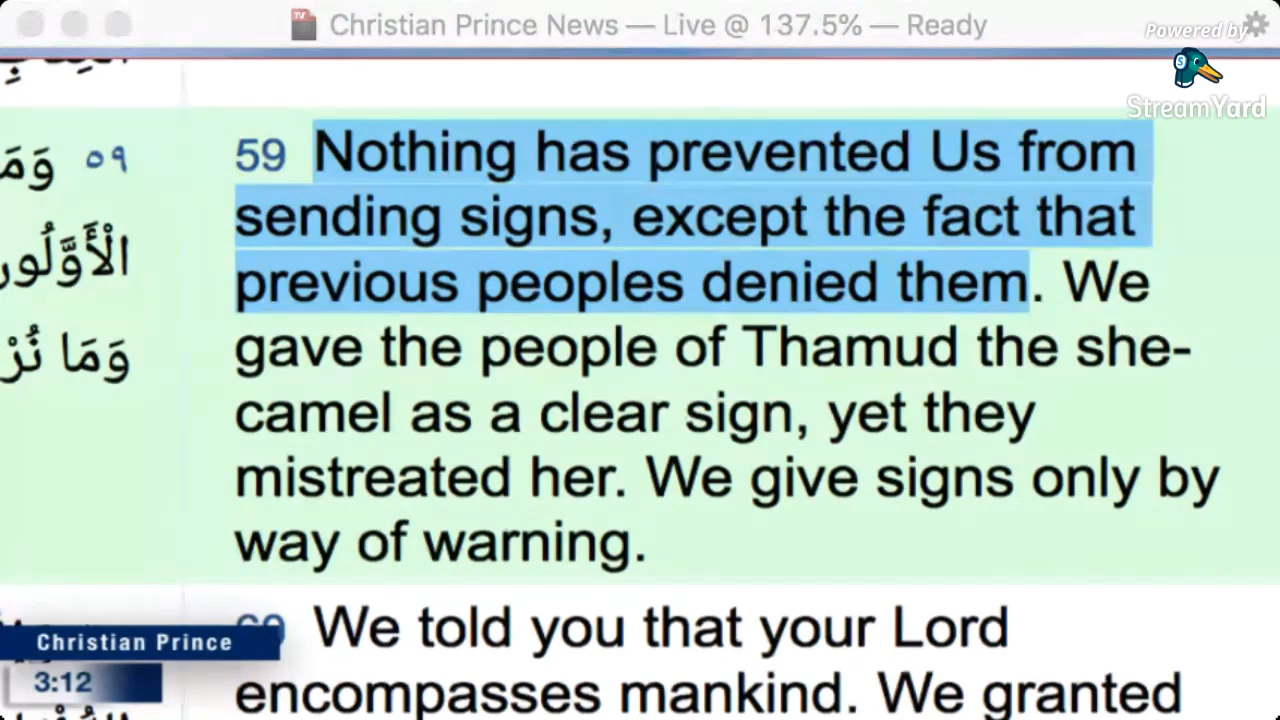 Christian Prince News — Live @ 137.5% — Ready
Powered by
StreamYard
59 Nothing has prevented Us from
sending signs, except the fact that
previous peoples denied them. We
gave the people of Thamud the she-
camel as a clear sign, yet they
mistreated her. We give signs only by
way of warning.
٥٩ وَمَ
الْأَوَّلُو
وَمَا نُرْ
60 We told you that your Lord
encompasses mankind. We granted
Christian Prince
3:12